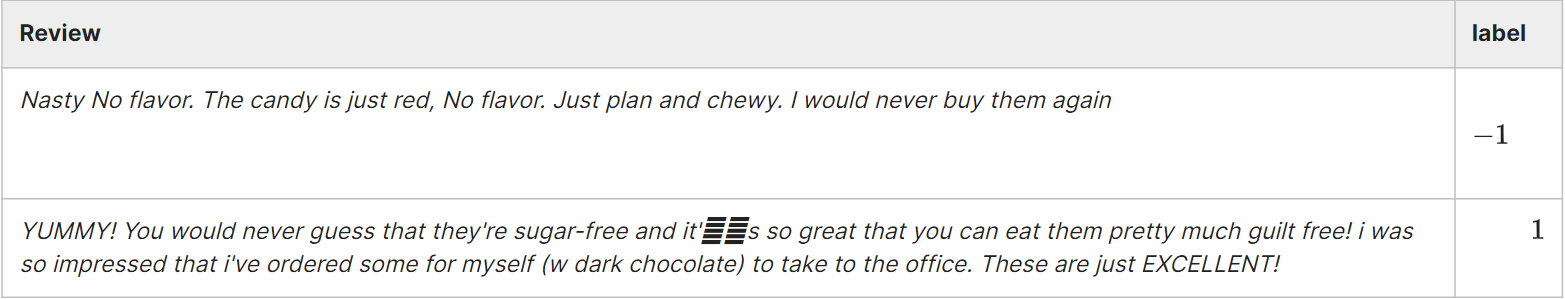 Review label
Nasty No flavor. The candy is just red, No flavor. Just plan and chewy. I would never buy them again
−1
YUMMY! You would never guess that they're sugar-free and it'𝌆𝌆s so great that you can eat them pretty much guilt free! i was 1
so impressed that i've ordered some for myself (w dark chocolate) to take to the office. These are just EXCELLENT!